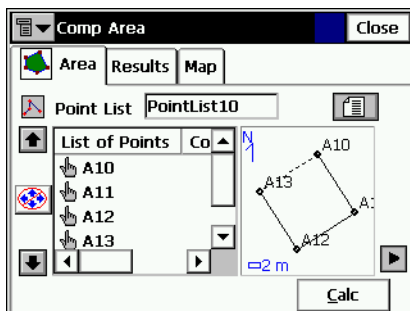 Comp Area Close
Area Results Map
Point List PointList10
List of Points Co
A10
A11
A12
A13
N
A10
A13
A1
A12
2 m
Calc